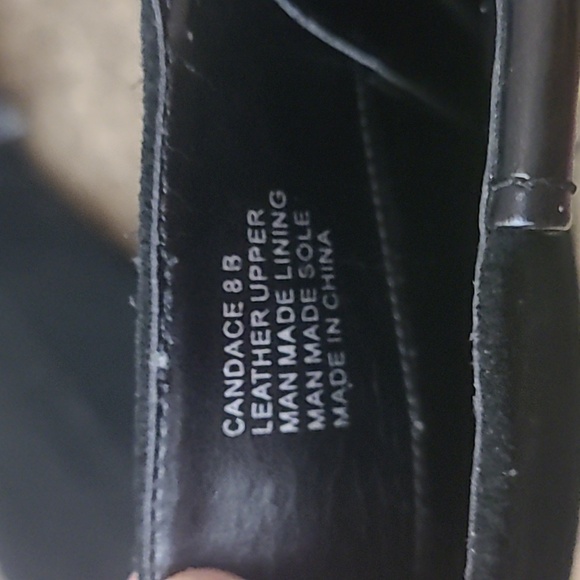 CANDACE 8 B
LEATHER UPPER
MAN MADE LINING
MAN MADE SOLE
MADE IN CHINA